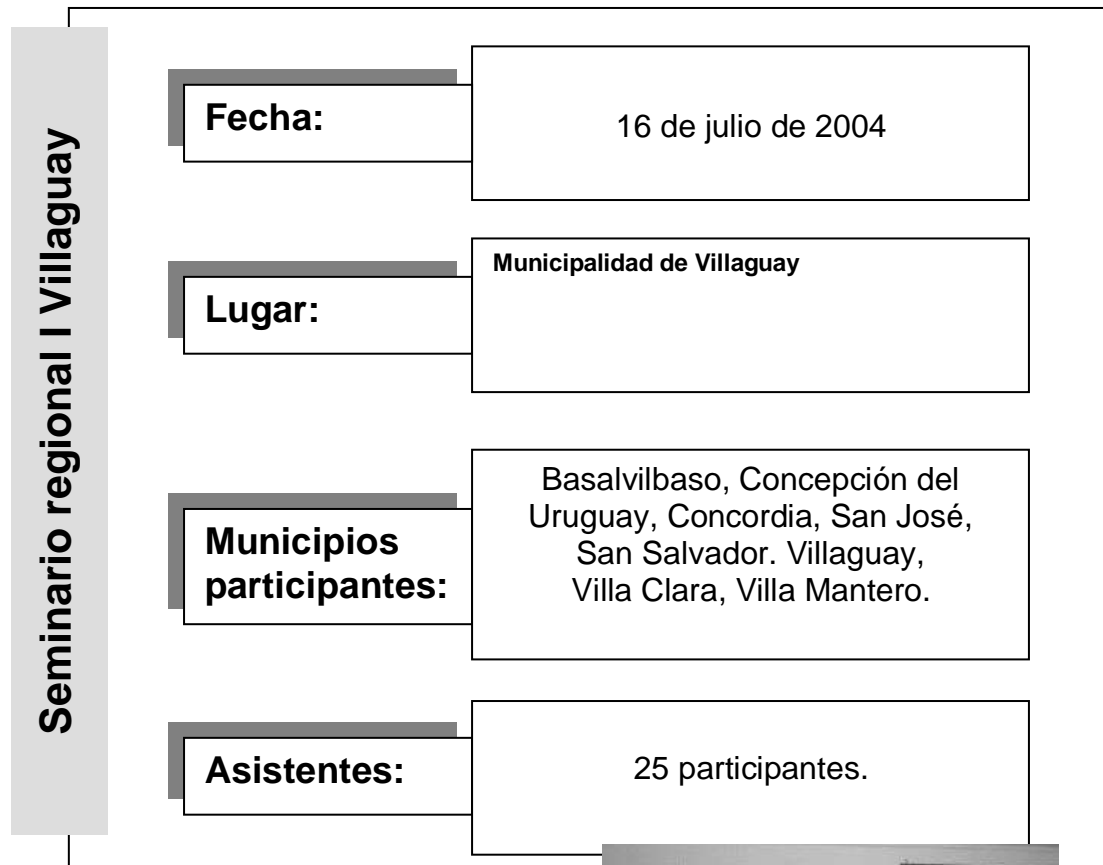 Seminario regional I Villaguay
Fecha:
16 de julio de 2004
Lugar:
Municipalidad de Villaguay
Municipios
participantes:
Basalvilbaso, Concepción del
Uruguay, Concordia, San José,
San Salvador. Villaguay,
Villa Clara, Villa Mantero.
Asistentes:
25 participantes.